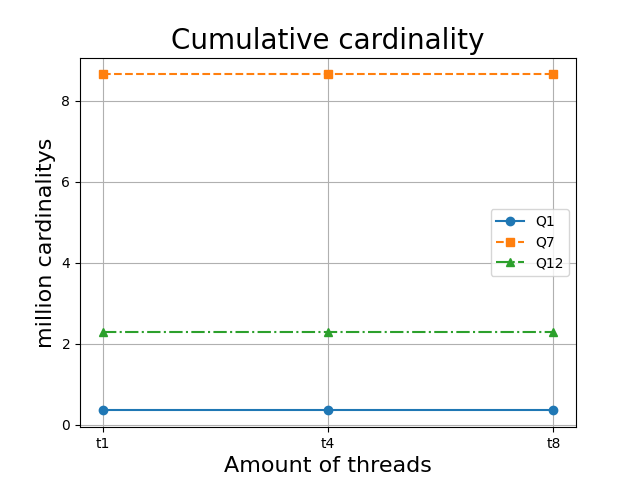 Cumulative cardinality
million cardinalitys
8
6
4
2
0
Q1
Q7
Q12
t1 t4 t8
Amount of threads